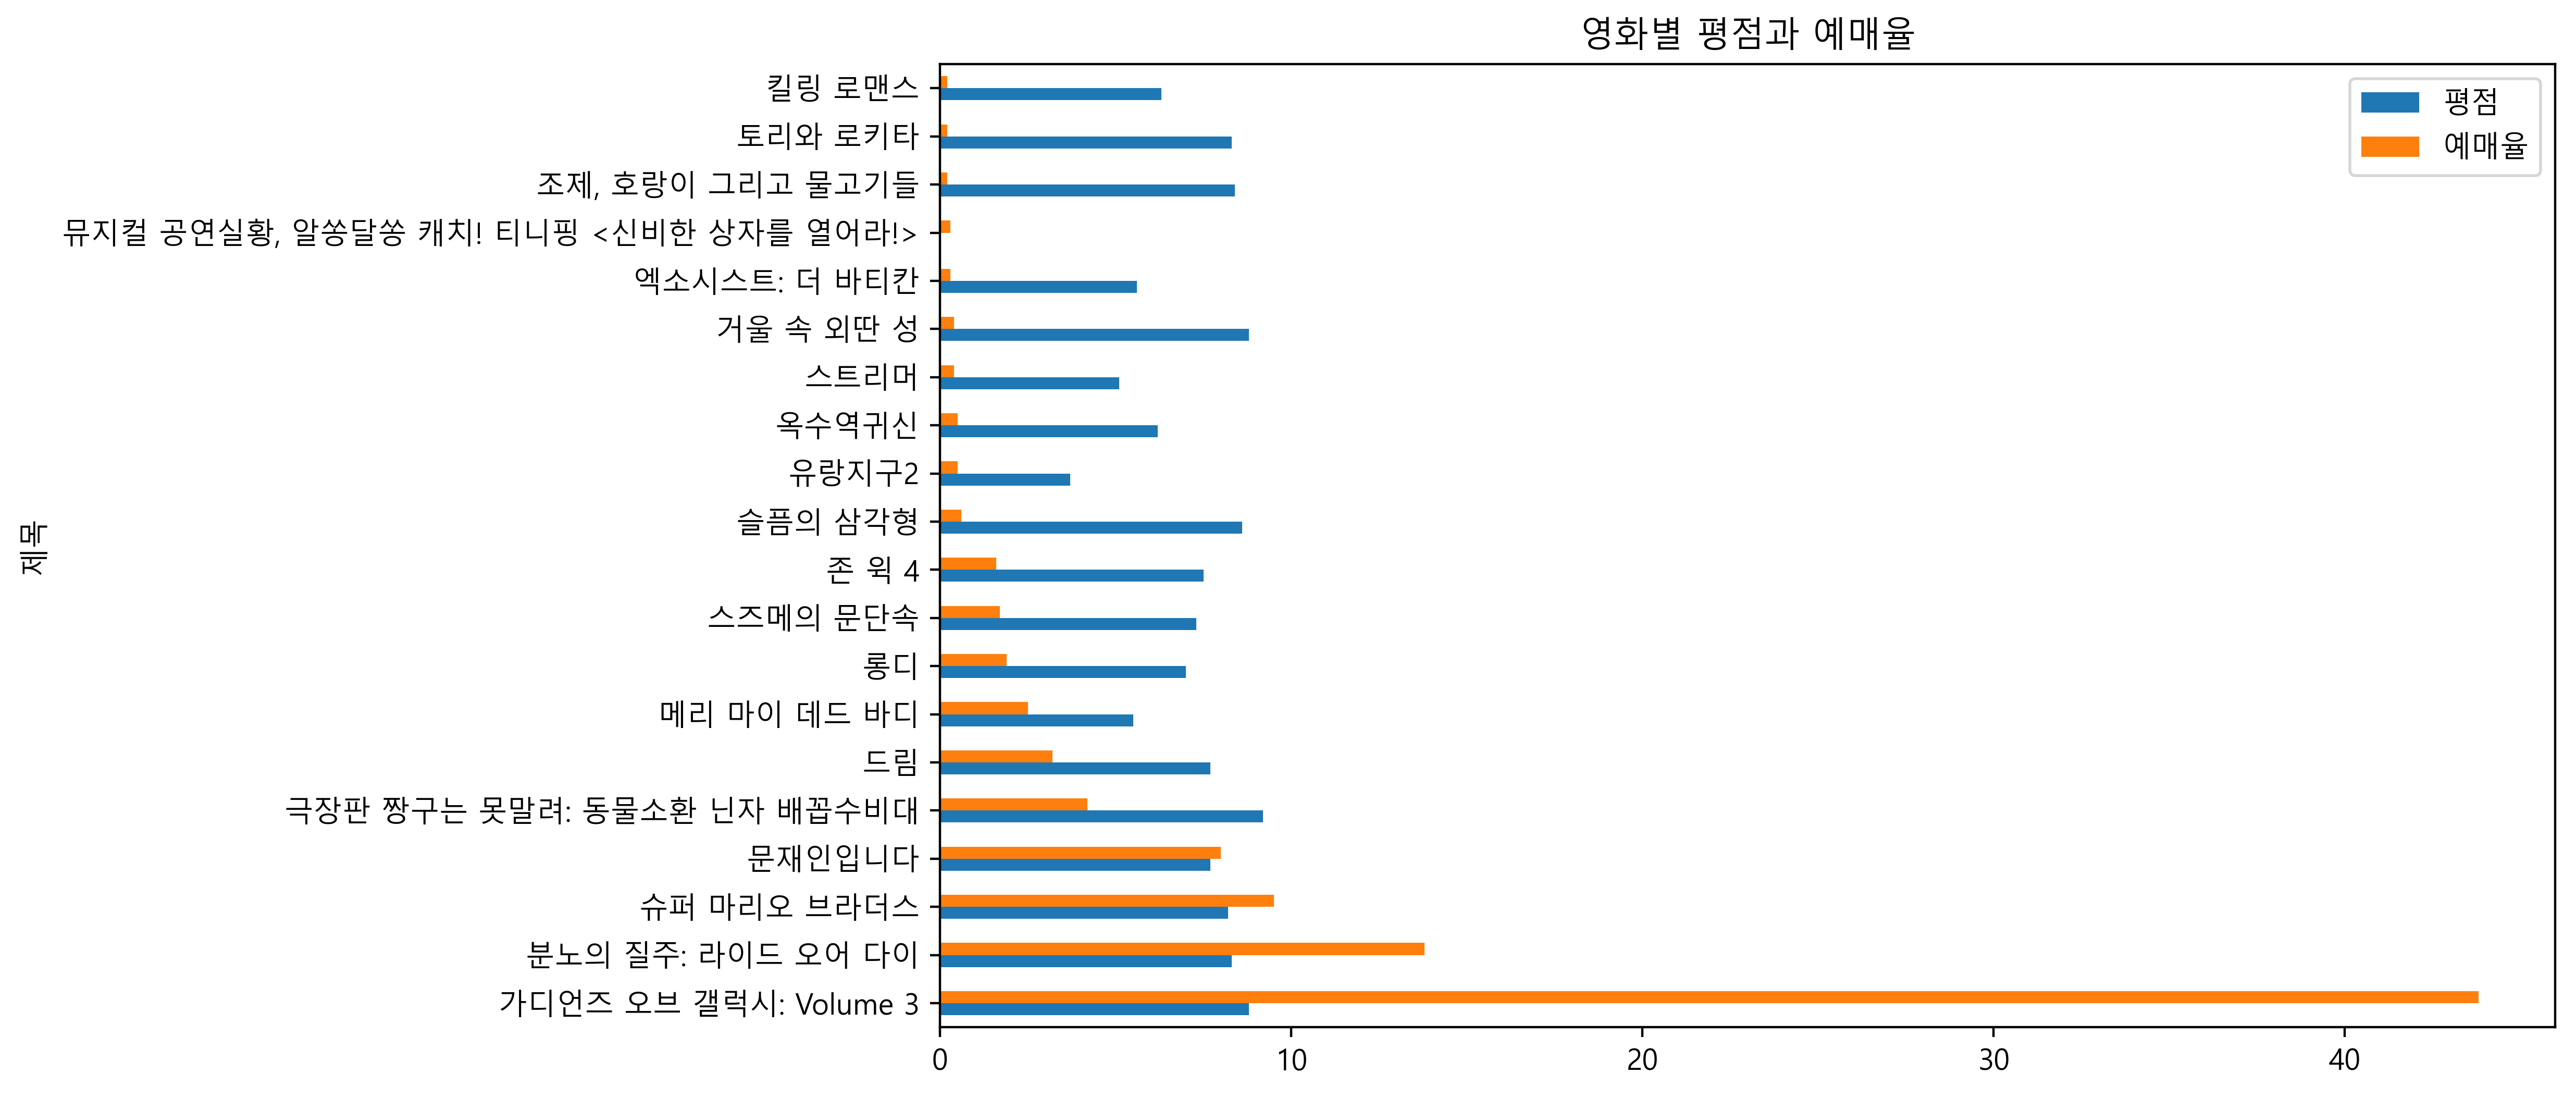 영화별 평점과 예매율
평점
예매율
킬링 로맨스
토리와 로키타
조제, 호랑이 그리고 물고기들
뮤지컬 공연실황, 알쏭달쏭 캐치! 티니핑 <신비한 상자를 열어라!>
엑소시스트: 더 바티칸
거울 속 외딴 성
스트리머
옥수역귀신
유랑지구2
슬픔의 삼각형
존 윅 4
스즈메의 문단속
롱디
메리 마이 데드 바디
드림
극장판 짱구는 못말려: 동물소환 닌자 배꼽수비대
문재인입니다
슈퍼 마리오 브라더스
분노의 질주: 라이드 오어 다이
가디언즈 오브 갤럭시: Volume 3
제목
0 10 20 30 40